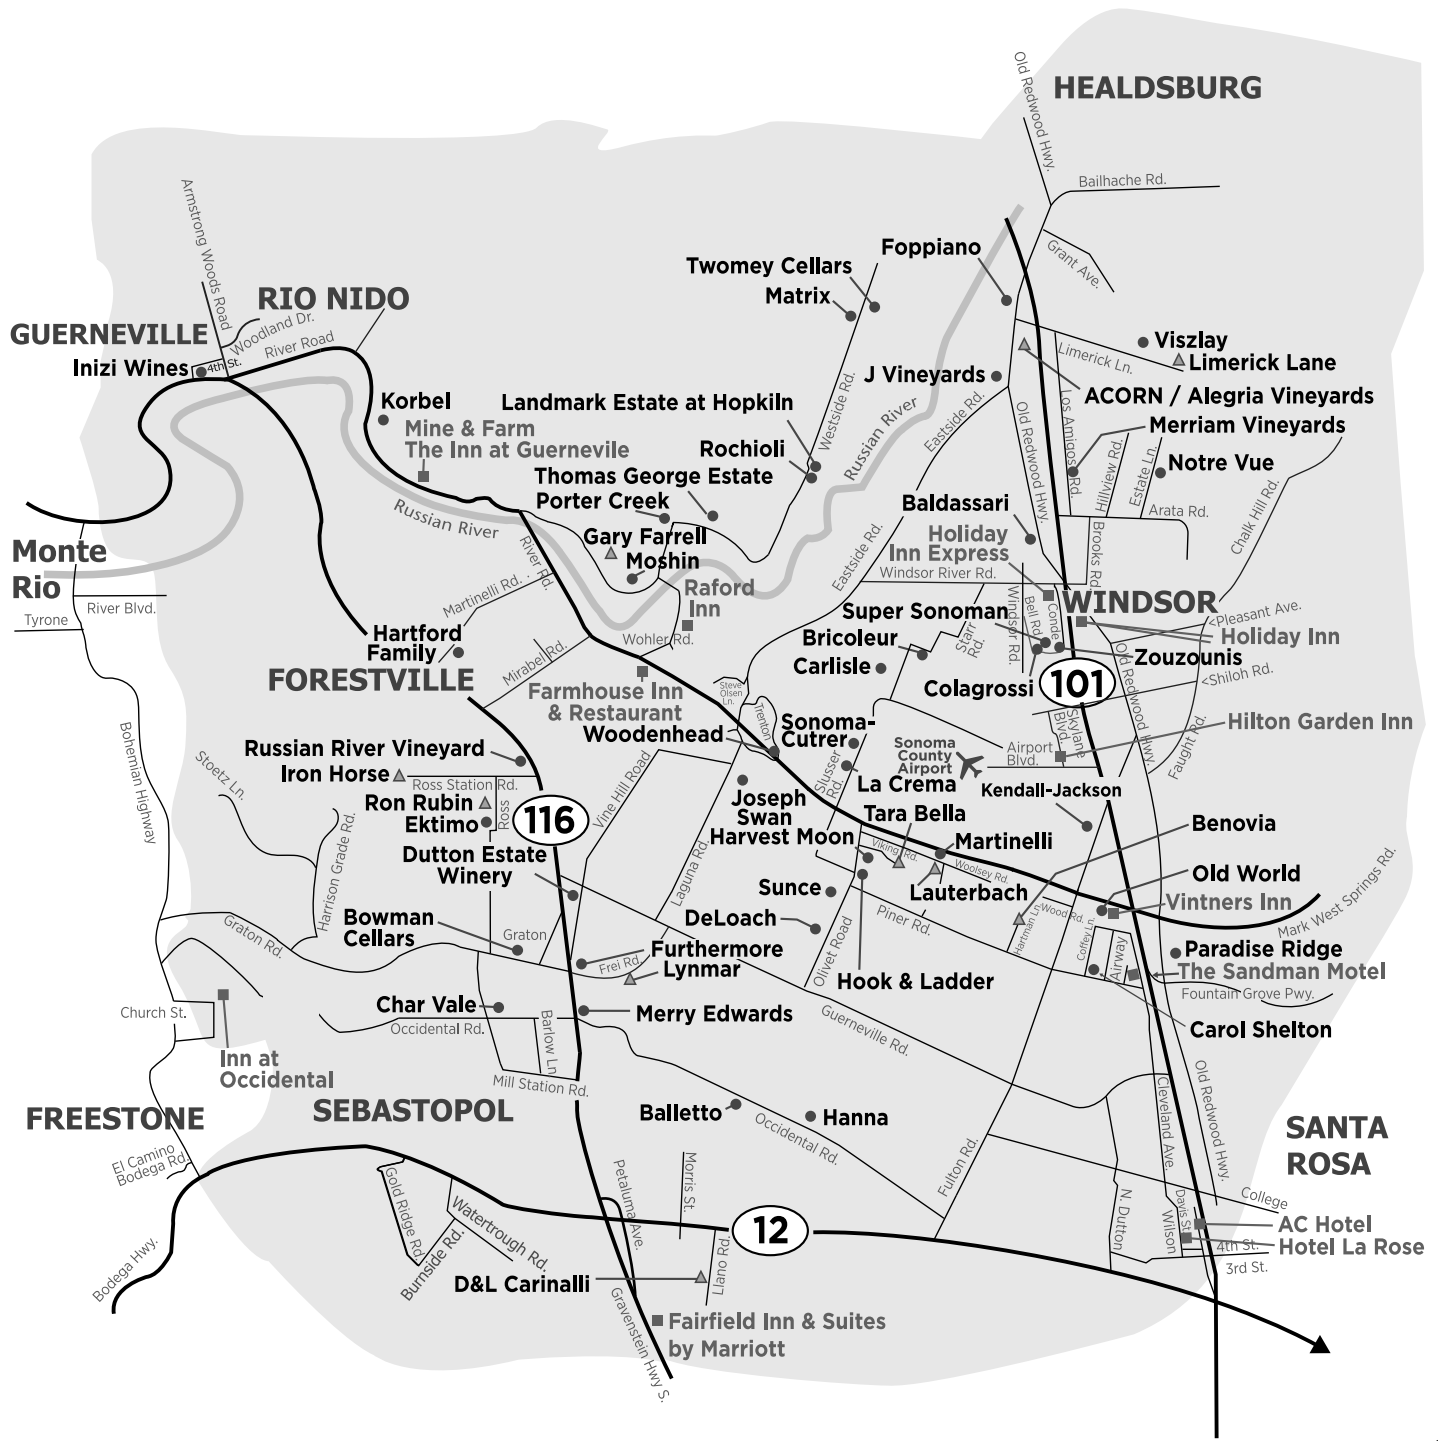 HEALDSBURG
Old Redwood Hwy.
Bailhache Rd.
Grant Ave.
Foppiano
Twomey Cellars
Matrix
Armstrong Woods Road
RIO NIDO
Woodland Dr.
River Road
GUERNEVILLE
Inizi Wines
4th St.
Viszlay
Limerick Ln.
Limerick Lane
J Vineyards
ACORN / Alegria Vineyards
Korbel
Mine & Farm
The Inn at Guernevile
Landmark Estate at Hopkiln
Westside Rd.
Russian River
Eastside Rd.
Old Redwood Hwy.
Los Amigos Rd.
Merriam Vineyards
Rochioli
Hillview Rd.
Estate Ln.
Notre Vue
Thomas George Estate
Porter Creek
Russian River
Baldassari
Arata Rd.
Chalk Hill Rd.
Gary Farrell
Moshin
Holiday
Inn Express
Brooks Rd.
Monte
Rio
River Rd.
Eastside Rd.
Windsor River Rd.
Martinelli Rd.
Raford
Inn
River Blvd.
Tyrone
WINDSOR
Super Sonoman
Windsor Rd.
Bell Rd.
Conde
<Pleasant Ave.
Holiday Inn
Hartford
Family
Wohler Rd.
Bricoleur
Starr Rd.
Zouzounis
Mirabel Rd.
Carlisle
FORESTVILLE
Colagrossi
101
Old Redwood Hwy.
<Shiloh Rd.
Farmhouse Inn
& Restaurant
Steve
Olsen
Ln.
Trenton
Woodenhead
Sonoma-
Cutrer
Skylane
Blvd.
Hilton Garden Inn
Faught Rd.
Bohemian Highway
Russian River Vineyard
Sonoma
County
Airport
Airport
Blvd.
Stoetz Ln.
Iron Horse
Ross Station Rd.
Vine Hill Road
Slusser
Rd.
La Crema
Kendall-Jackson
Ron Rubin
Ektimo
Ross
116
Joseph
Swan
Tara Bella
Harvest Moon
Benovia
Harrison Grade Rd.
Dutton Estate
Winery
Laguna Rd.
Viking Rd.
Martinelli
Woolsey Rd.
Lauterbach
Old World
Vintners Inn
Mark West Springs Rd.
Sunce
Bowman
Cellars
DeLoach
Piner Rd.
Hartman Ln.
Wood Rd.
Coffey Ln.
Airway
Graton Rd.
Graton
Furthermore
Frei Rd.
Lynmar
Olivet Road
Hook & Ladder
Paradise Ridge
The Sandman Motel
Fountain Grove Pwy.
Church St.
Char Vale
Occidental Rd.
Barlow Ln
Merry Edwards
Guerneville Rd.
Carol Shelton
Inn at
Occidental
Mill Station Rd.
Cleveland Ave.
Old Redwood Hwy.
FREESTONE
SEBASTOPOL
Balletto
Hanna
Occidental Rd.
SANTA
ROSA
El Camino
Bodega Rd.
Gold Ridge Rd
Watertrough Rd.
Burnside Rd.
Petaluma Ave.
Morris St.
Fulton Rd.
N. Dutton
Wilson
Davis St.
College
AC Hotel
Hotel La Rose
4th St.
3rd St.
12
Bodega Hwy.
D&L Carinalli
Llano Rd.
Gravenstein Hwy S.
Fairfield Inn & Suites
by Marriott